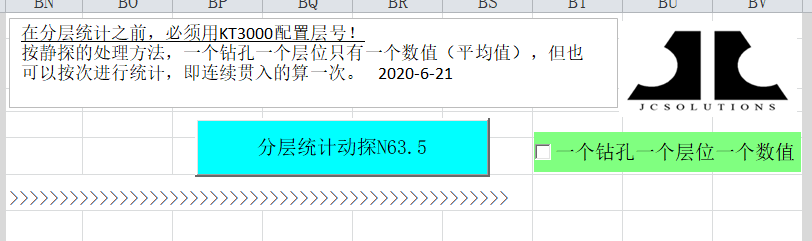 BN BO BP BQ BR BS BT BU BV
在分层统计之前，必须用KT3000配置层号！
按静探的处理方法，一个钻孔一个层位只有一个数值（平均值），但也
可以按次进行统计，即连续贯入的算一次。 2020-6-21
JCSOLUTIONS
分层统计动探N63.5
一个钻孔一个层位一个数值